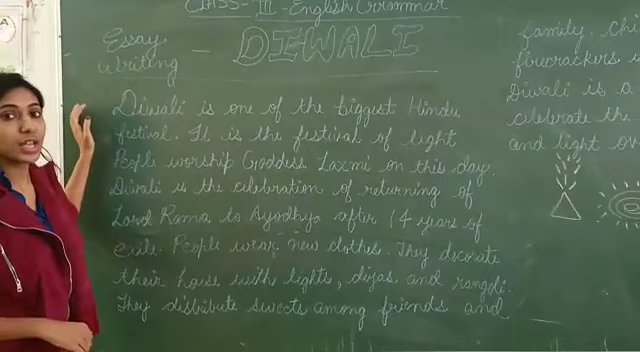 CLASS- III - English Grammar
Essay Writing - DIWALI
Diwali is one of the biggest Hindu
festival. It is the festival of light
People worship Goddess Laxmi on this day.
Diwali is the celebration of returning of
Lord Rama to Ayodhya after 14 years of
exile. People wear new clothes. They decorate
their house with lights, diyas and rangoli.
They distribute sweets among friends and
family. Chi
firecrackers
Diwali is a
celebrate the
and light ov